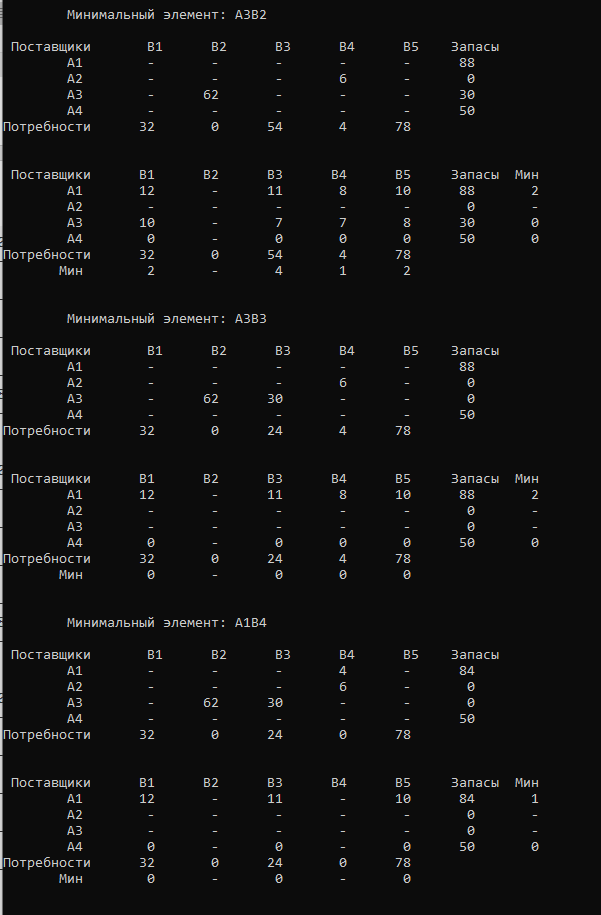 Минимальный элемент: A3B2
Поставщики B1 B2 B3 B4 B5 Запасы
A1 - - - - - 88
A2 - - - 6 - 0
A3 - 62 - - - 30
A4 - - - - - 50
Потребности 32 0 54 4 78
Поставщики B1 B2 B3 B4 B5 Запасы Мин
A1 12 - 11 8 10 88 2
A2 - - - - - 0 -
A3 10 - 7 7 8 30 0
A4 0 - 0 0 0 50 0
Потребности 32 0 54 4 78
Мин 2 - 4 1 2
Минимальный элемент: A3B3
Поставщики B1 B2 B3 B4 B5 Запасы
A1 - - - - - 88
A2 - - - 6 - 0
A3 - 62 30 - - 0
A4 - - - - - 50
Потребности 32 0 24 4 78
Поставщики B1 B2 B3 B4 B5 Запасы Мин
A1 12 - 11 8 10 88 2
A2 - - - - - 0 -
A3 - - - - - 0 -
A4 0 - 0 0 0 50 0
Потребности 32 0 24 4 78
Мин 0 - 0 0 0
Минимальный элемент: A1B4
Поставщики B1 B2 B3 B4 B5 Запасы
A1 - - - 4 - 84
A2 - - - 6 - 0
A3 - 62 30 - - 0
A4 - - - - - 50
Потребности 32 0 24 0 78
Поставщики B1 B2 B3 B4 B5 Запасы Мин
A1 12 - 11 - 10 84 1
A2 - - - - - 0 -
A3 - - - - - 0 -
A4 0 - 0 - 0 50 0
Потребности 32 0 24 0 78
Мин 0 - 0 - 0